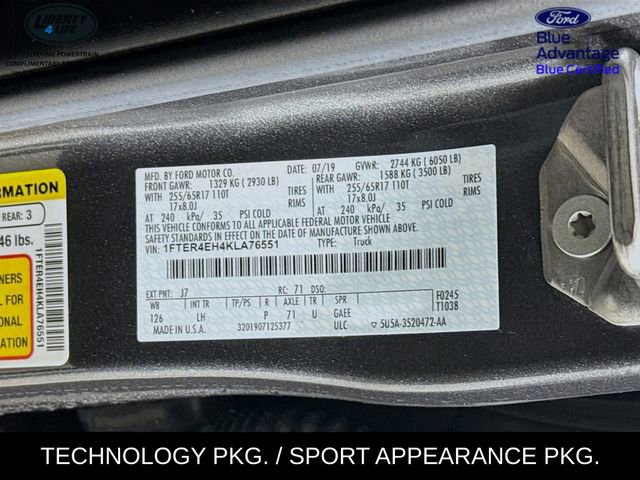 LIBERTY
4LIFE
LIFETIME POWERTRAIN
COMPLIMENTARY
Ford
Blue
Advantage
Blue Certified
FORMATION
REAR: 3
46 lbs.
NERS
L FOR
ONAL
ATION
1FTER4EH4KLA76551
MFD. BY FORD MOTOR CO.
DATE: 07/19 GVWR: 2744 KG (6050 LB)
FRONT GAWR: 1329 KG (2930 LB) REAR GAWR: 1588 KG (3500 LB)
255/65R17 110T TIRES 255/65R17 110T TIRES
17x8.0J RIMS 17x8.0J RIMS
AT 240 kPa/ 35 PSI COLD AT 240 kPa/ 35 PSI COLD
THIS VEHICLE CONFORMS TO ALL APPLICABLE FEDERAL MOTOR VEHICLE
SAFETY STANDARDS IN EFFECT ON THE DATE OF MANUFACTURE SHOWN ABOVE.
VIN: 1FTER4EH4KLA76551 TYPE: Truck
EXT PNT: J7 RC: 71 DSO:
WB INT TR TP/PS R AXLE TR SPR F0245
126 LH P 71 U GAEE T1038
MADE IN U.S.A. 3201907125377 ULC 5U5A-3520472-AA
TECHNOLOGY PKG. / SPORT APPEARANCE PKG.